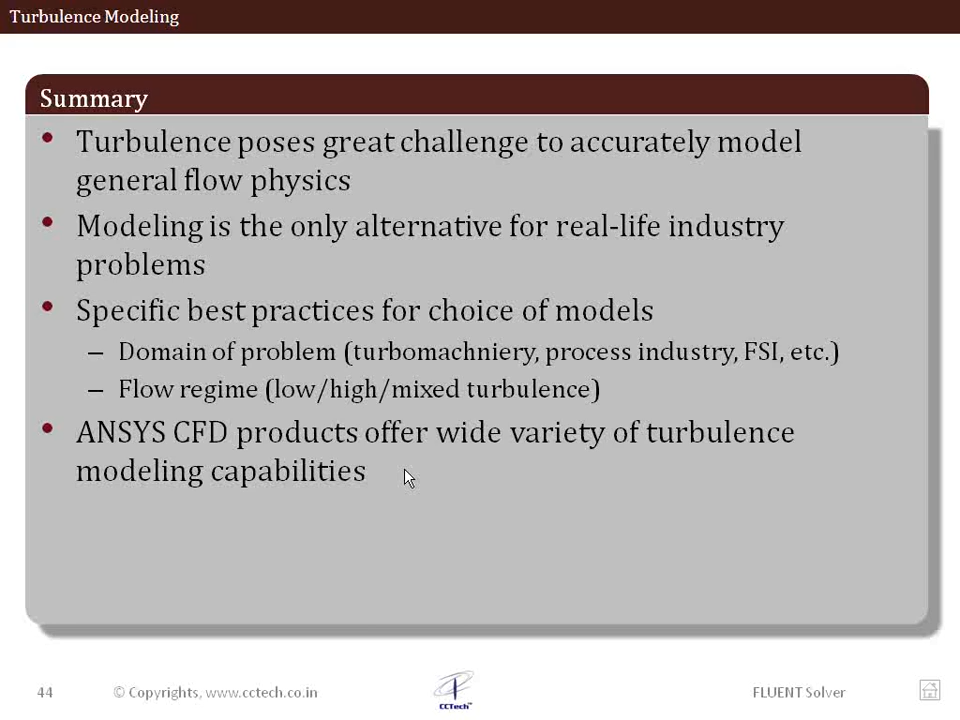 Turbulence Modeling
Summary
• Turbulence poses great challenge to accurately model
general flow physics
• Modeling is the only alternative for real-life industry
problems
• Specific best practices for choice of models
– Domain of problem (turbomachniery, process industry, FSI, etc.)
– Flow regime (low/high/mixed turbulence)
• ANSYS CFD products offer wide variety of turbulence
modeling capabilities
44
© Copyrights, www.cctech.co.in
CCTech™
FLUENT Solver